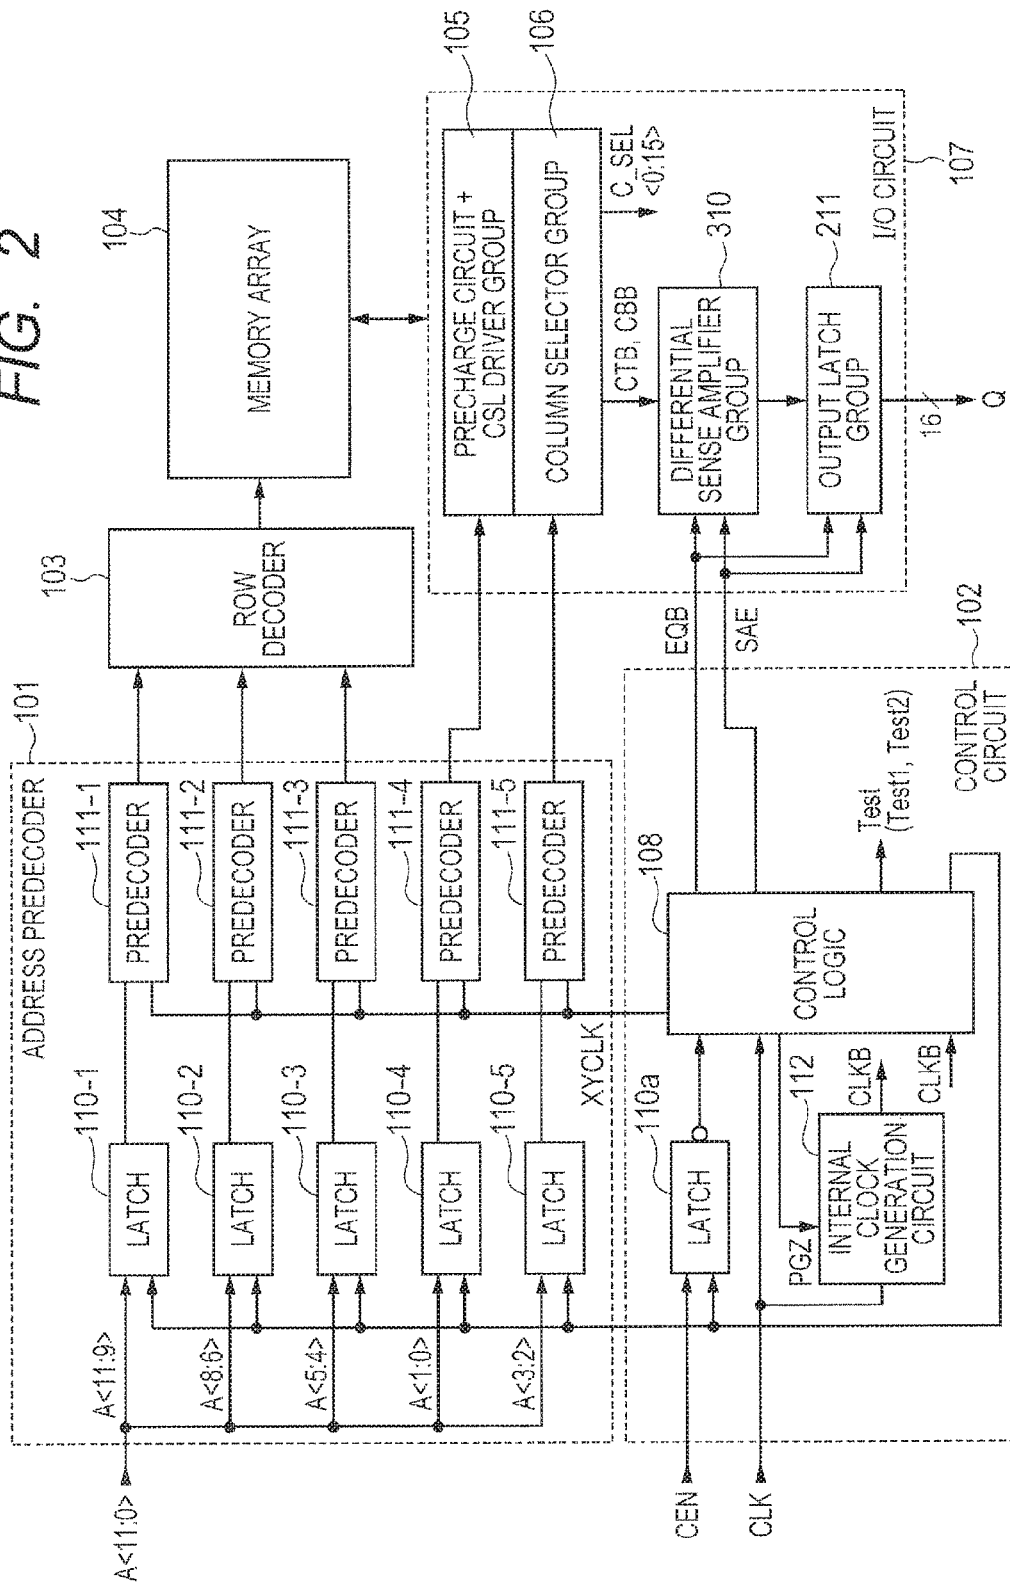 FIG. 2
ADDRESS PREDECODER
101
A<11:0>
A<11:9>
110-1
LATCH
111-1
PREDECODER
A<8:6>
110-2
LATCH
111-2
PREDECODER
A<5:4>
110-3
LATCH
111-3
PREDECODER
A<1:0>
110-4
LATCH
111-4
PREDECODER
A<3:2>
110-5
LATCH
111-5
PREDECODER
XYCLK
103
ROW
DECODER
104
MEMORY ARRAY
105
PRECHARGE CIRCUIT +
CSL DRIVER GROUP
106
COLUMN SELECTOR GROUP
C_SEL
<0:15>
CTB, CBB
310
DIFFERENTIAL
SENSE AMPLIFIER
GROUP
211
OUTPUT LATCH
GROUP
I/O CIRCUIT
107
16
Q
EQB
SAE
CEN
110a
LATCH
CLK
PGZ
112
INTERNAL
CLOCK
GENERATION
CIRCUIT
CLKB
CLKB
108
CONTROL
LOGIC
Test
(Test1, Test2)
CONTROL
CIRCUIT
102